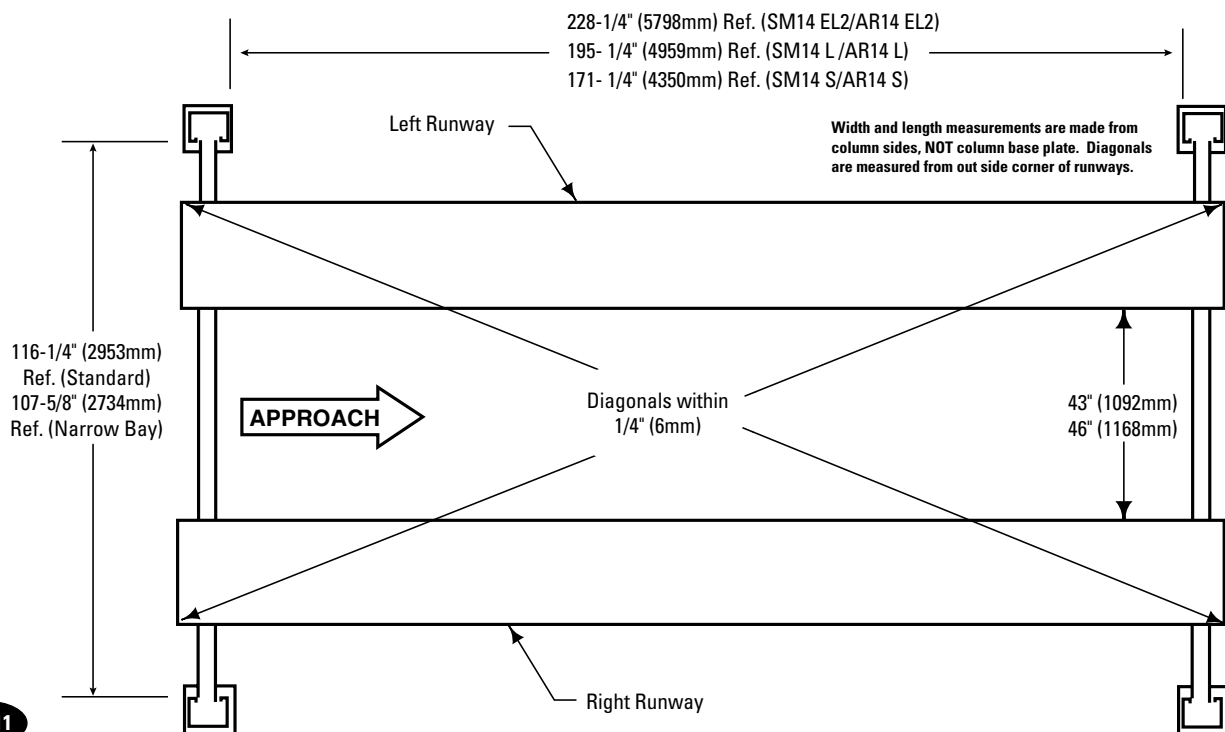 228-1/4" (5798mm) Ref. (SM14 EL2/AR14 EL2)
195- 1/4" (4959mm) Ref. (SM14 L /AR14 L)
171- 1/4" (4350mm) Ref. (SM14 S/AR14 S)
Left Runway
Width and length measurements are made from
column sides, NOT column base plate. Diagonals
are measured from out side corner of runways.
116-1/4" (2953mm)
Ref. (Standard)
107-5/8" (2734mm)
Ref. (Narrow Bay)
APPROACH
Diagonals within
1/4" (6mm)
43" (1092mm)
46" (1168mm)
Right Runway